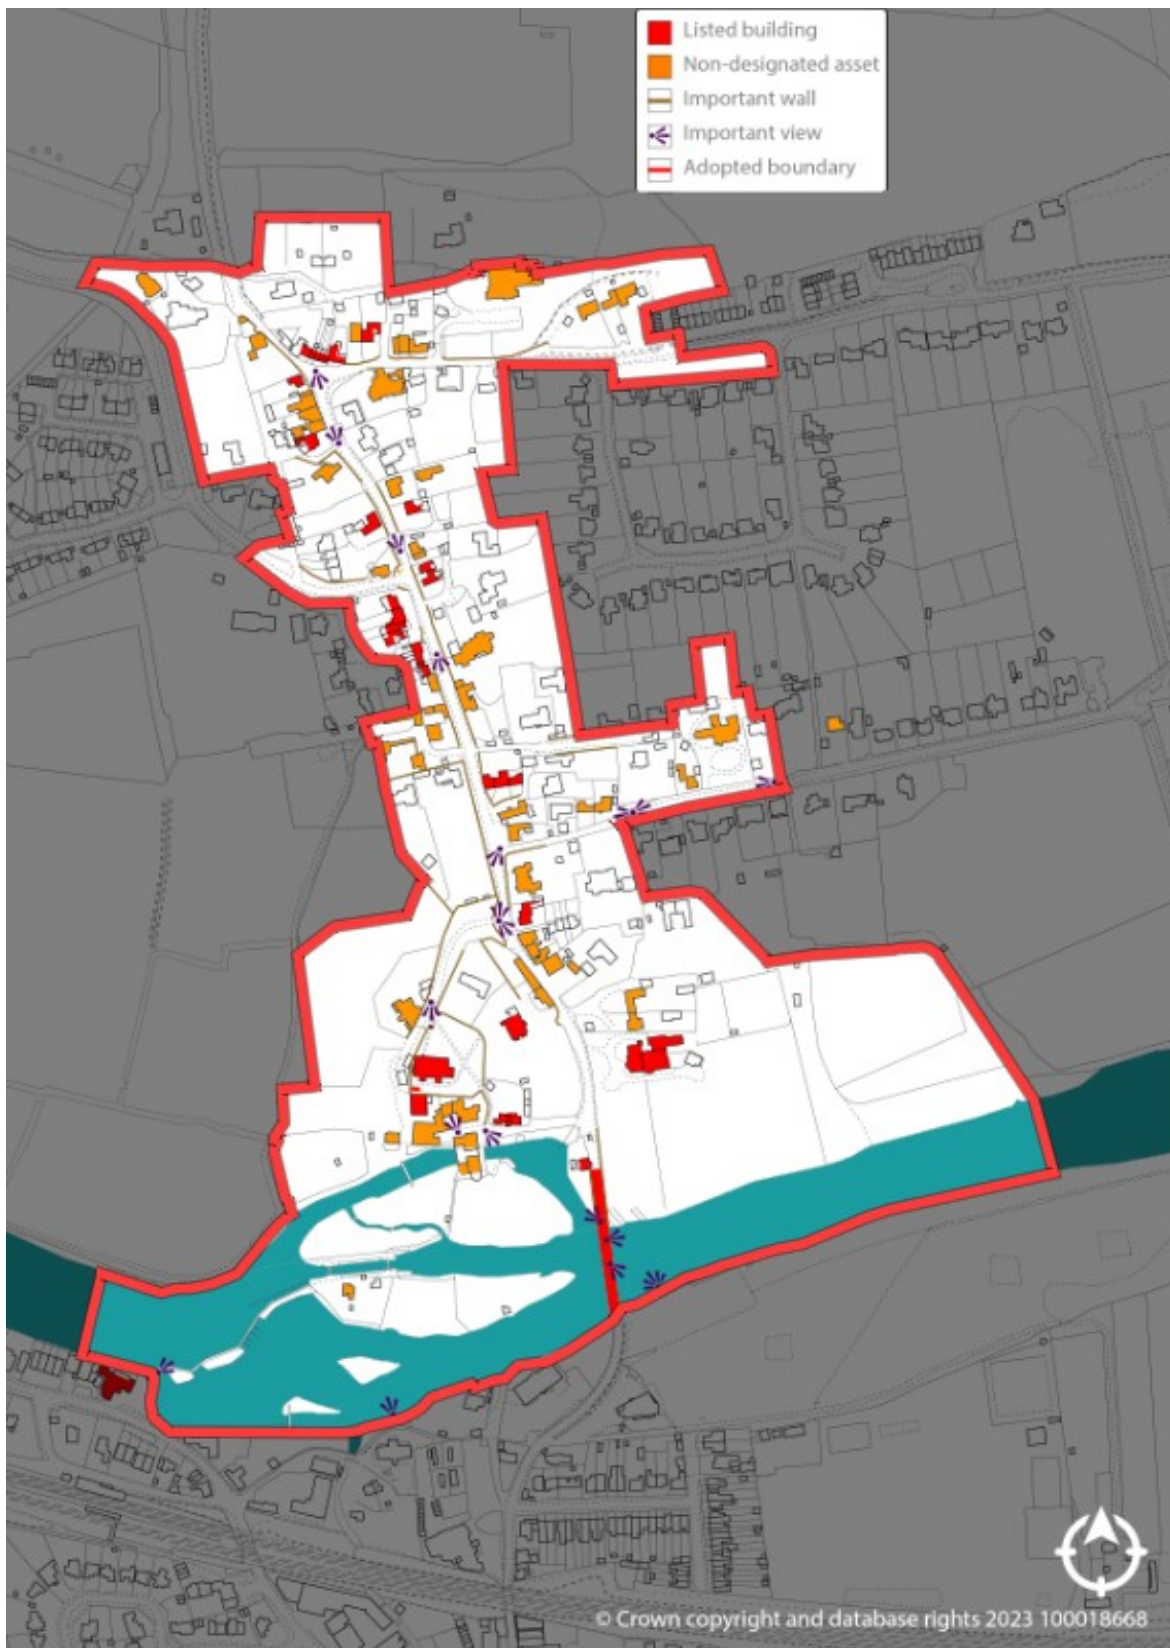 Listed building
Non-designated asset
Important wall
Important view
Adopted boundary
© Crown copyright and database rights 2023 100018668